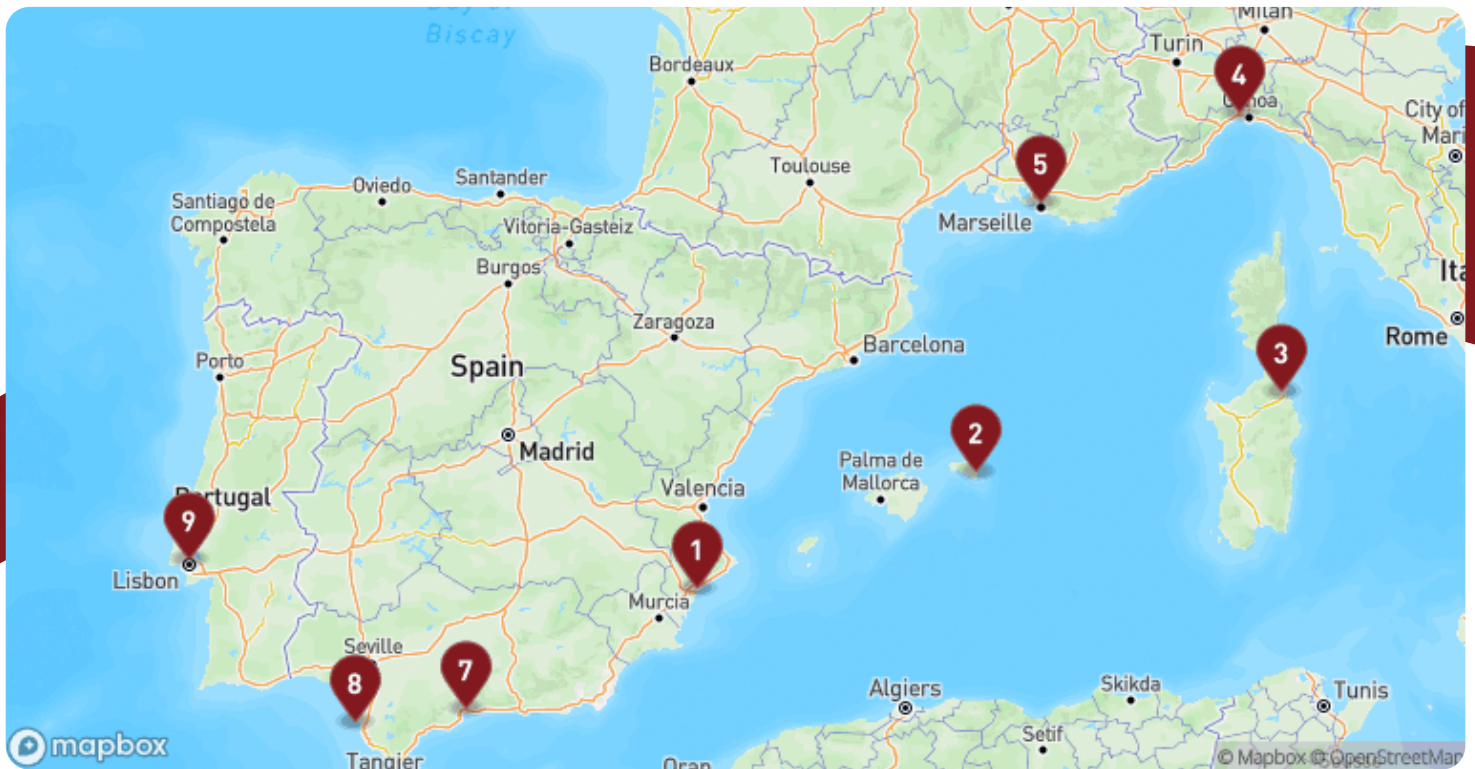 Biscay
Milan
Turin
Bordeaux
4
City of
Toulouse
5
Santander
Oviedo
Santiago de
Compostela
Marseille
Vitoria-Gasteiz
Burgos
Zaragoza
Rome
Barcelona
3
Porto
Spain
2
Madrid
Palma de
Mallorca
Valencia
Portugal
9
1
Lisbon
Murcia
Seville
7
8
Algiers
Skikda
Tunis
Setif
mapbox
Tangier
Oran
© Mapbox © OpenStreetMap